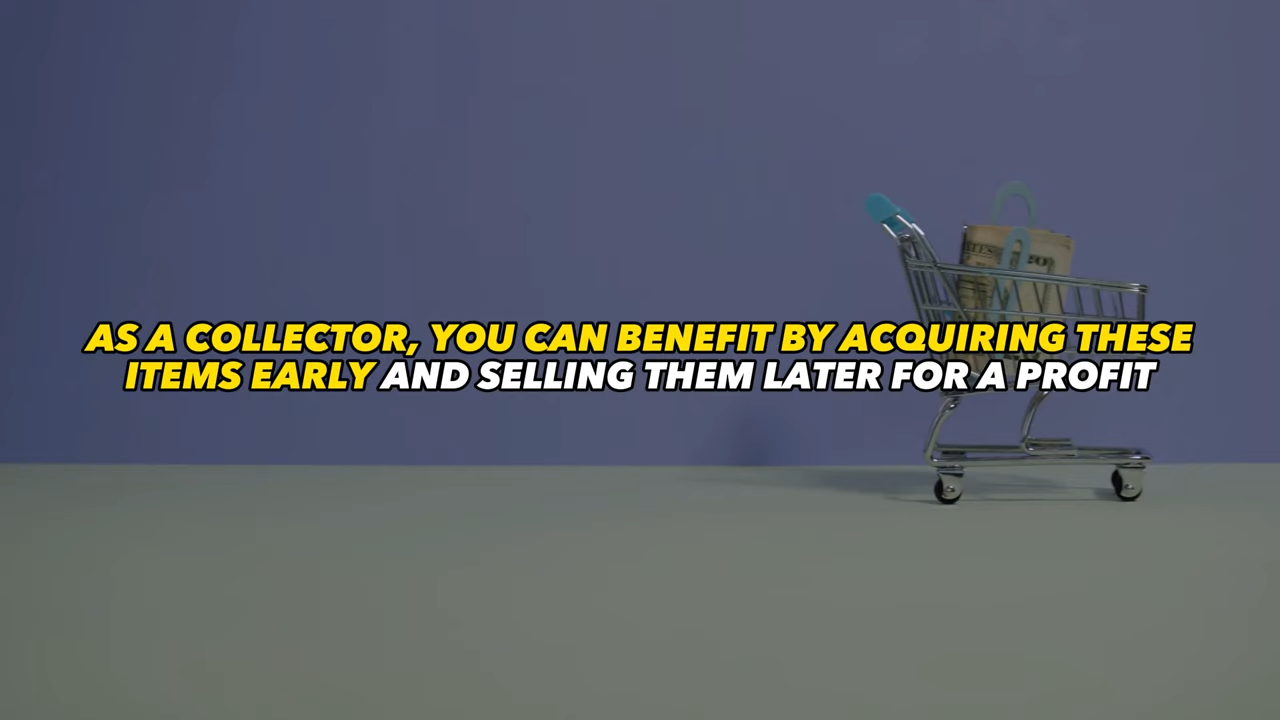 AS A COLLECTOR, YOU CAN BENEFIT BY ACQUIRING THESE
ITEMS EARLY AND SELLING THEM LATER FOR A PROFIT